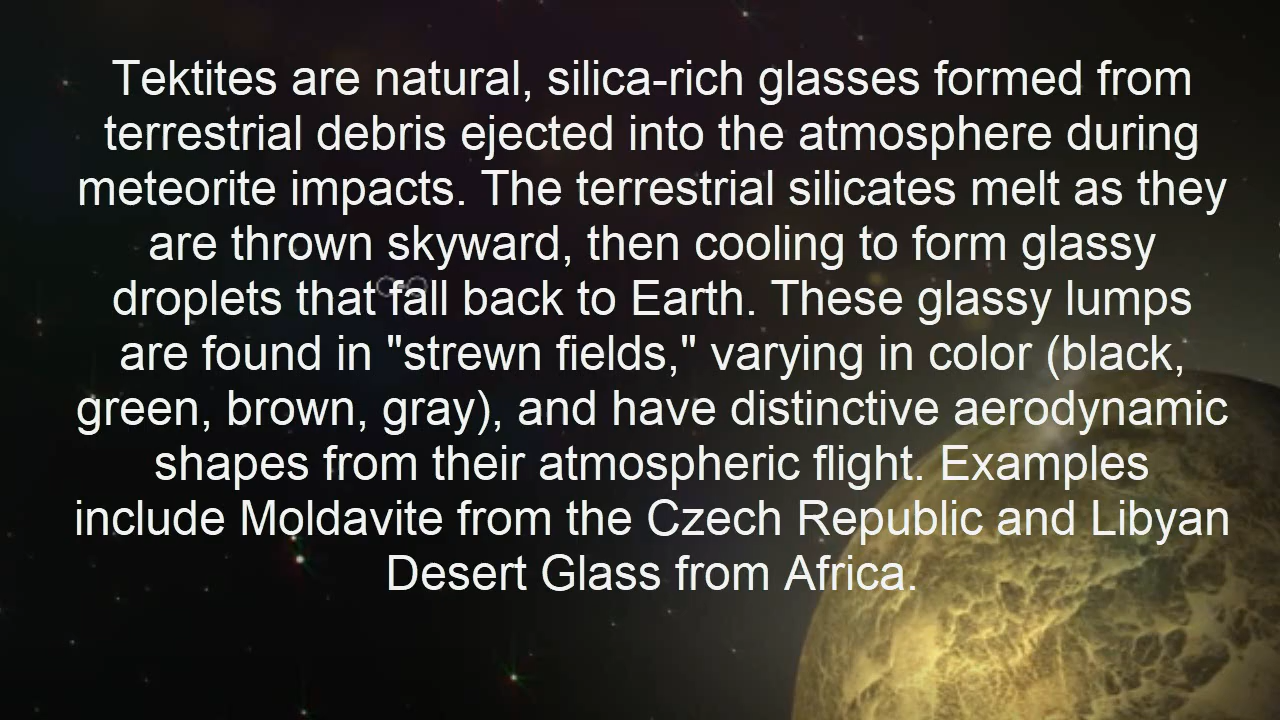 Tektites are natural, silica-rich glasses formed from
terrestrial debris ejected into the atmosphere during
meteorite impacts. The terrestrial silicates melt as they
are thrown skyward, then cooling to form glassy
droplets that fall back to Earth. These glassy lumps
are found in "strewn fields," varying in color (black,
green, brown, gray), and have distinctive aerodynamic
shapes from their atmospheric flight. Examples
include Moldavite from the Czech Republic and Libyan
Desert Glass from Africa.